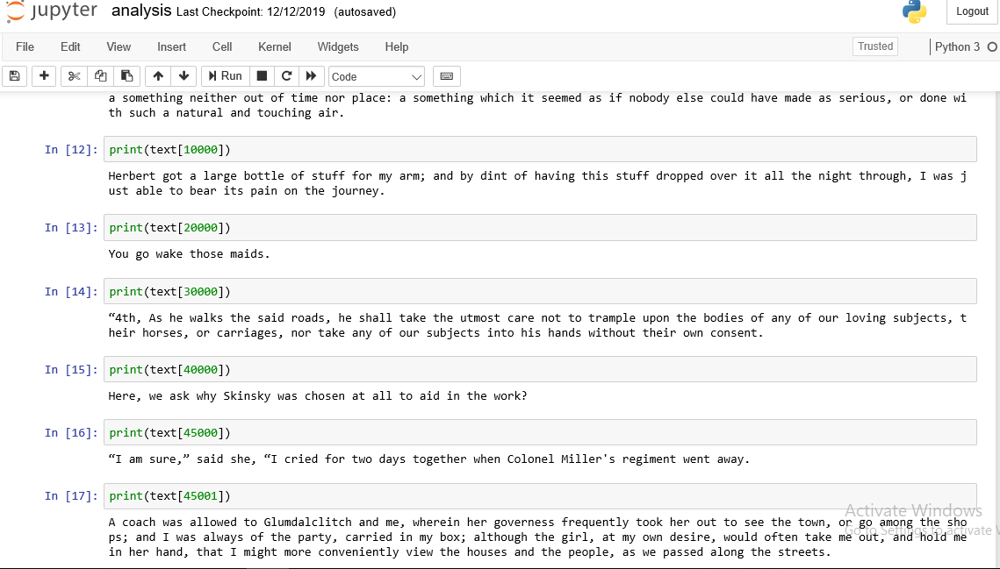 jupyter analysis Last Checkpoint: 12/12/2019 (autosaved)
Logout
File Edit View Insert Cell Kernel Widgets Help Trusted Python 3
Run Code
a something neither out of time nor place: a something which it seemed as if nobody else could have made as serious, or done wi
th such a natural and touching air.
In [12]: print(text[10000])
Herbert got a large bottle of stuff for my arm; and by dint of having this stuff dropped over it all the night through, I was j
ust able to bear its pain on the journey.
In [13]: print(text[20000])
You go wake those maids.
In [14]: print(text[30000])
“4th, As he walks the said roads, he shall take the utmost care not to trample upon the bodies of any of our loving subjects, t
heir horses, or carriages, nor take any of our subjects into his hands without their own consent.
In [15]: print(text[40000])
Here, we ask why Skinsky was chosen at all to aid in the work?
In [16]: print(text[45000])
“I am sure,” said she, “I cried for two days together when Colonel Miller's regiment went away.
In [17]: print(text[45001])
Activate Windows
A coach was allowed to Glumdalclitch and me, wherein her governess frequently took her out to see the town, or go among the sho
Go to Settings to activate W
ps; and I was always of the party, carried in my box; although the girl, at my own desire, would often take me out, and hold me
in her hand, that I might more conveniently view the houses and the people, as we passed along the streets.